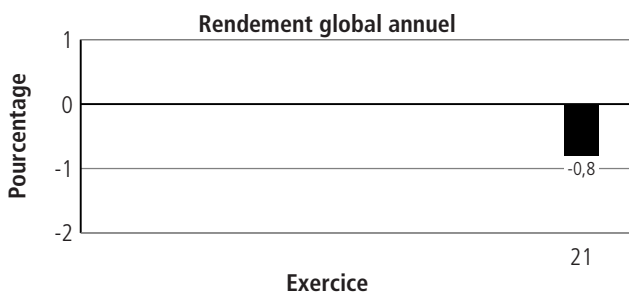 Rendement global annuel
Pourcentage
1
0
-1
-2
-0,8
21
Exercice